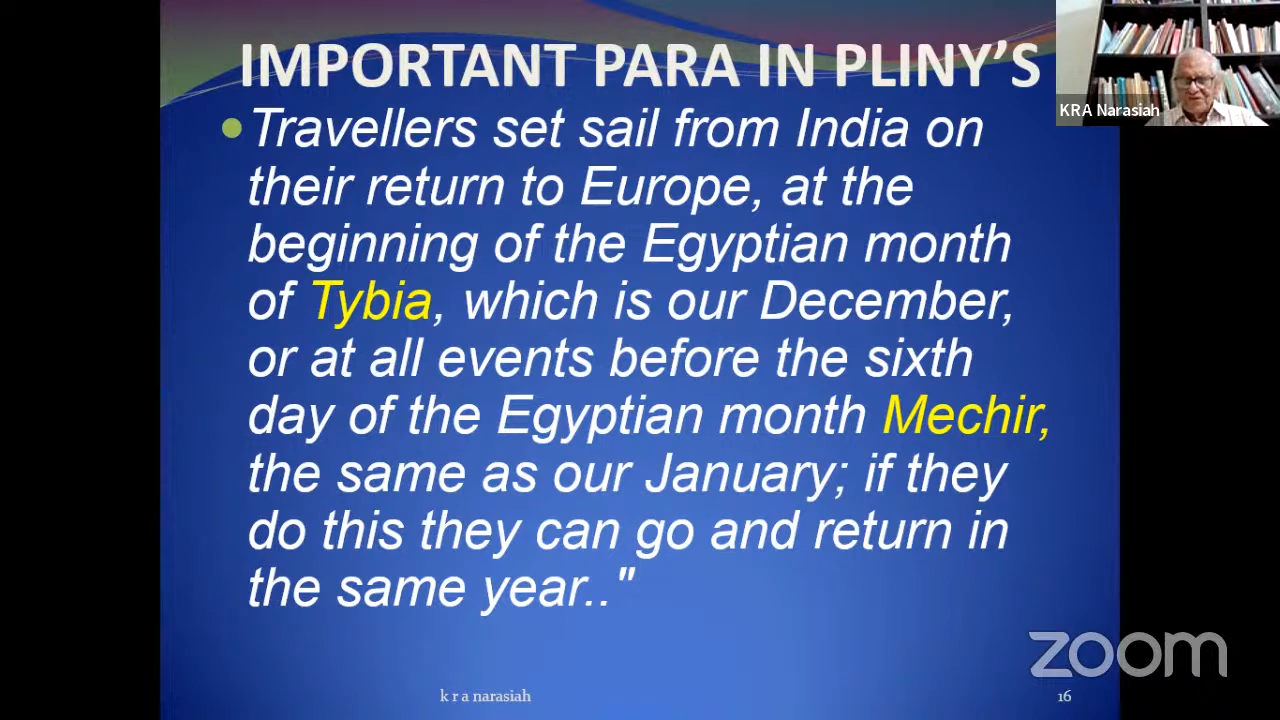 IMPORTANT PARA IN PLINY'S
Travellers set sail from India on
their return to Europe, at the
beginning of the Egyptian month
of Tybia, which is our December,
or at all events before the sixth
day of the Egyptian month Mechir,
the same as our January; if they
do this they can go and return in
the same year.."
KRA Narasiah
zoom
k r a narasiah
16